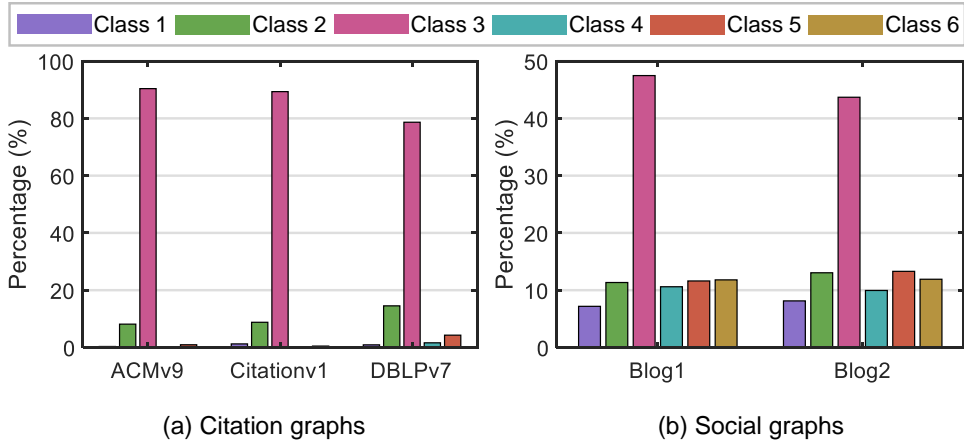 Class 1 Class 2 Class 3 Class 4 Class 5 Class 6
Percentage (%)
100
80
60
40
20
0
ACMv9 Citationv1 DBLPv7
(a) Citation graphs
Percentage (%)
50
40
30
20
10
0
Blog1 Blog2
(b) Social graphs